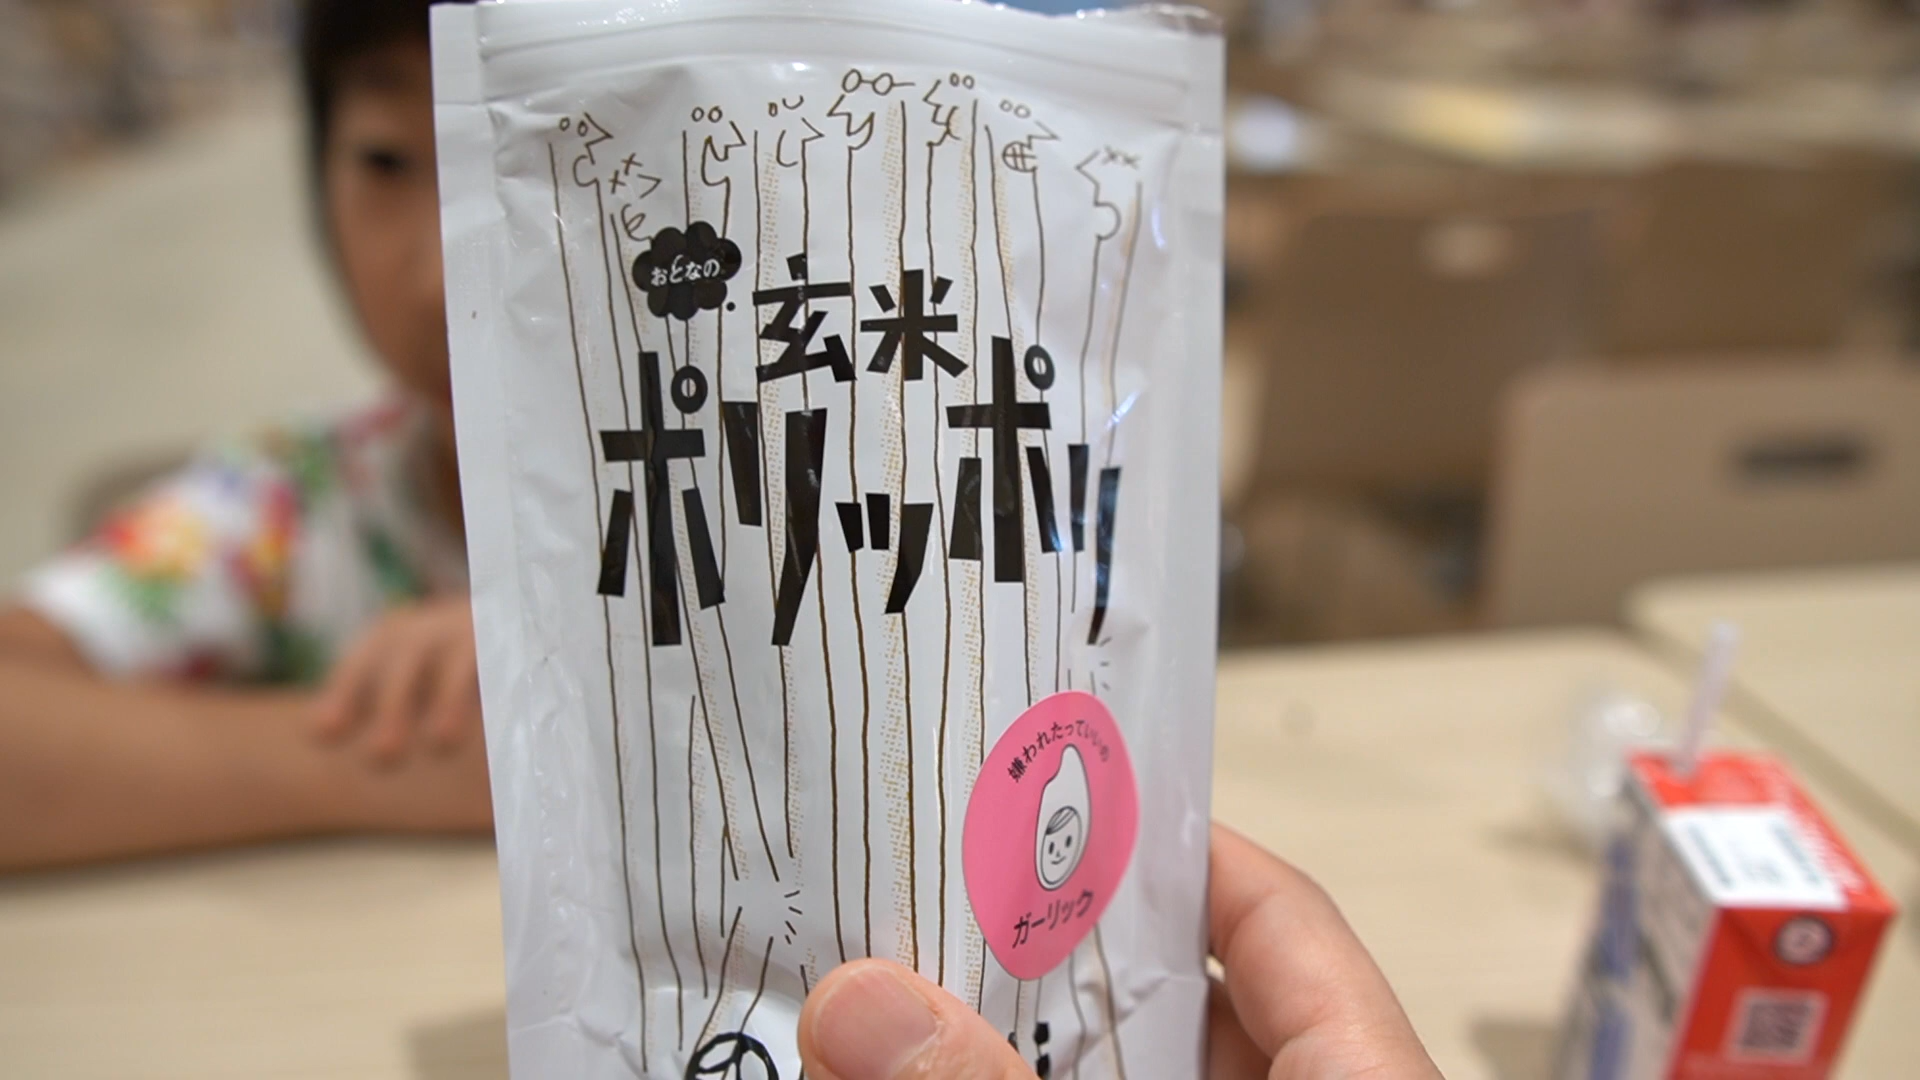 おとなの
玄米
ポリッポリ
嫌われたっていいの
ガーリック